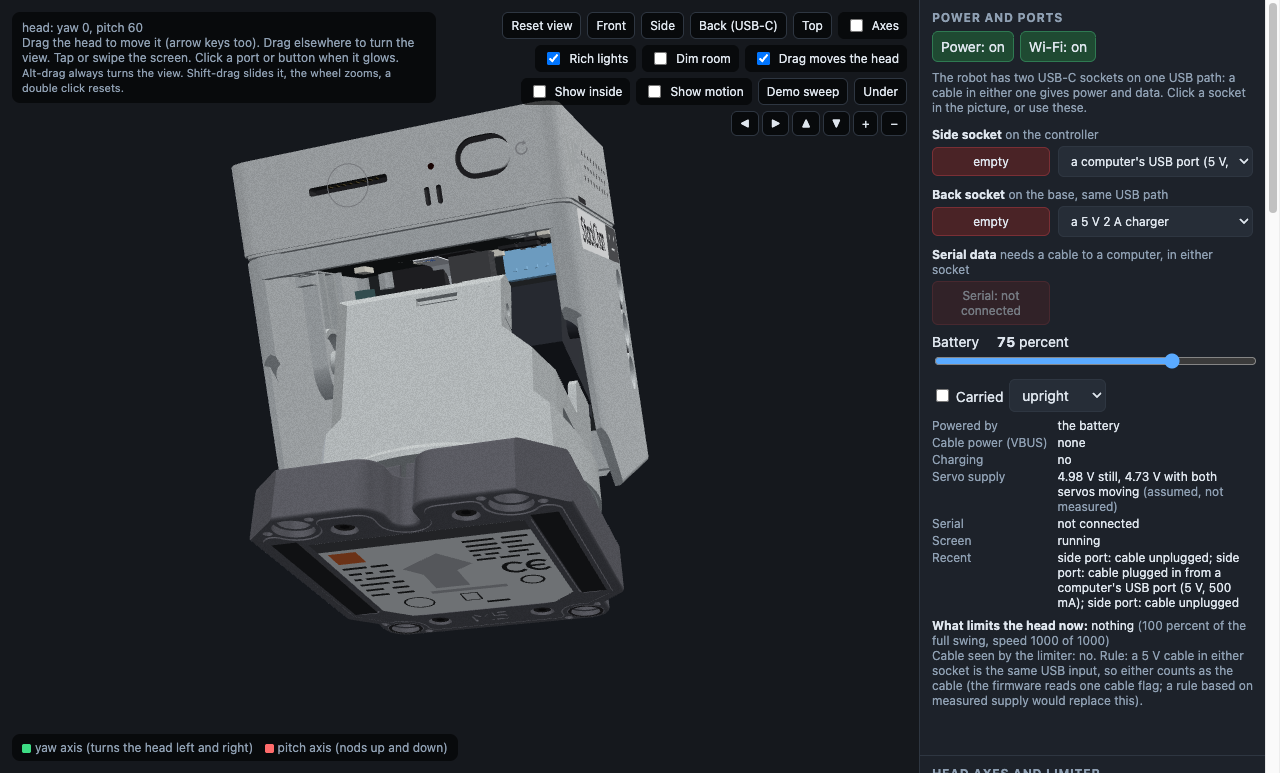 head: yaw 0, pitch 60
Drag the head to move it (arrow keys too). Drag elsewhere to turn the
view. Tap or swipe the screen. Click a port or button when it glows.
Alt-drag always turns the view. Shift-drag slides it, the wheel zooms, a
double click resets.
Reset view
Front
Side
Back (USB-C)
Top
Axes
Rich lights
Dim room
Drag moves the head
Show inside
Show motion
Demo sweep
Under
◀
▶
▲
▼
+
−
CE
yaw axis (turns the head left and right)
pitch axis (nods up and down)
POWER AND PORTS
Power: on
Wi-Fi: on
The robot has two USB-C sockets on one USB path: a
cable in either one gives power and data. Click a socket
in the picture, or use these.
Side socket on the controller
empty
a computer's USB port (5 V,
Back socket on the base, same USB path
empty
a 5 V 2 A charger
Serial data needs a cable to a computer, in either
socket
Serial: not
connected
Battery 75 percent
Carried
upright
Powered by the battery
Cable power (VBUS) none
Charging no
Servo supply 4.98 V still, 4.73 V with both
servos moving (assumed, not
measured)
Serial not connected
Screen running
Recent side port: cable unplugged; side
port: cable plugged in from a
computer's USB port (5 V, 500
mA); side port: cable unplugged
What limits the head now: nothing (100 percent of the
full swing, speed 1000 of 1000)
Cable seen by the limiter: no. Rule: a 5 V cable in either
socket is the same USB input, so either counts as the
cable (the firmware reads one cable flag; a rule based on
measured supply would replace this).
HEAD AXES AND LIMITER